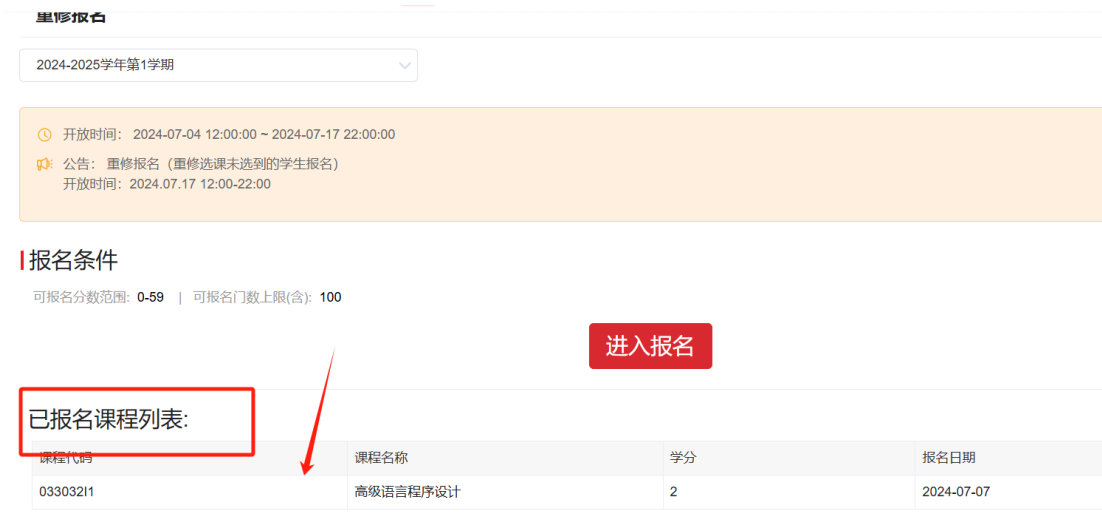 重修报名
2024-2025学年第1学期
开放时间： 2024-07-04 12:00:00 ~ 2024-07-17 22:00:00
公告： 重修报名（重修选课未选到的学生报名）
开放时间：2024.07.17 12:00-22:00
报名条件
可报名分数范围: 0-59 | 可报名门数上限(含): 100
进入报名
已报名课程列表:
课程代码 课程名称 学分 报名日期
033032I1 高级语言程序设计 2 2024-07-07